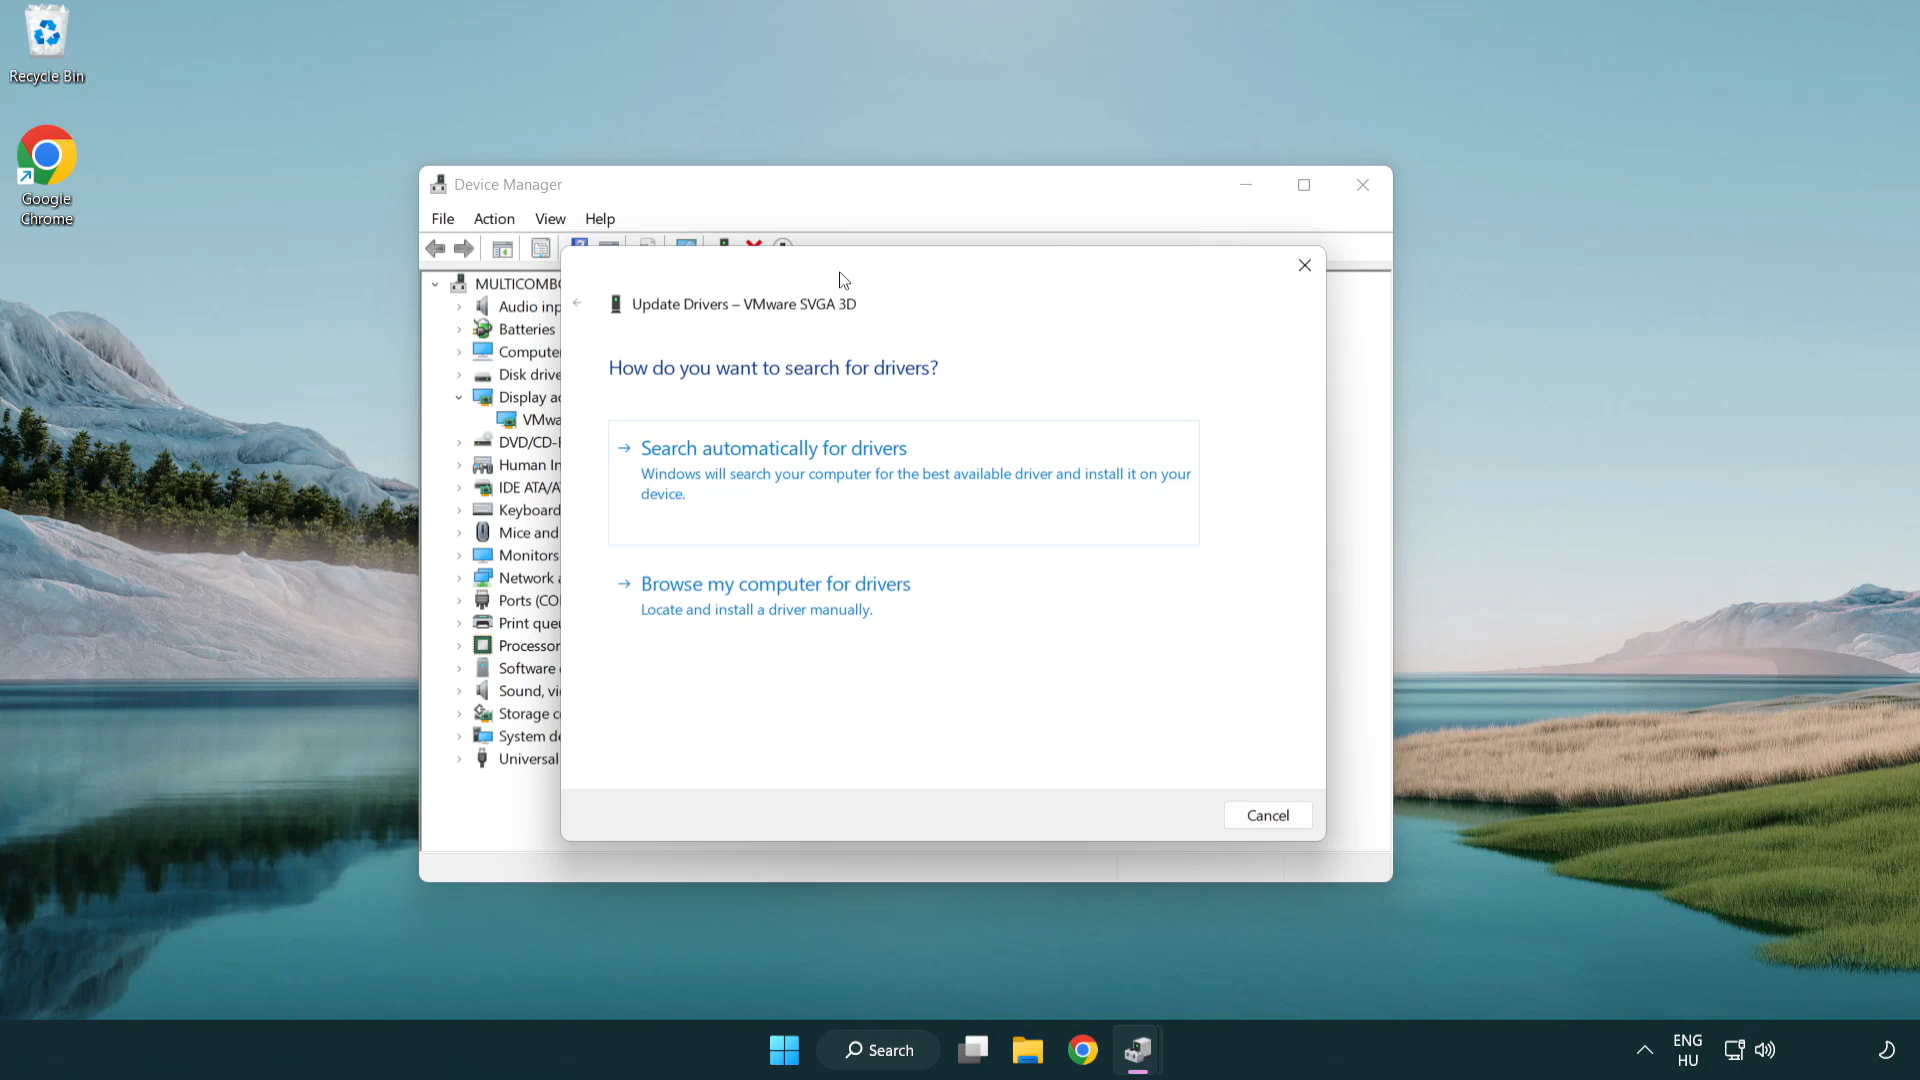 Recycle Bin
Google
Chrome
Device Manager
File Action View Help
Update Drivers – VMware SVGA 3D
How do you want to search for drivers?
Search automatically for drivers
Windows will search your computer for the best available driver and install it on your
device.
Browse my computer for drivers
Locate and install a driver manually.
Cancel
MULTICOMB
Audio inp
Batteries
Compute
Disk drive
Display a
VMwa
DVD/CD-
Human In
IDE ATA/A
Keyboard
Mice and
Monitors
Network
Ports (CO
Print que
Processor
Software
Sound, vi
Storage c
System de
Universal
Search
ENG
HU